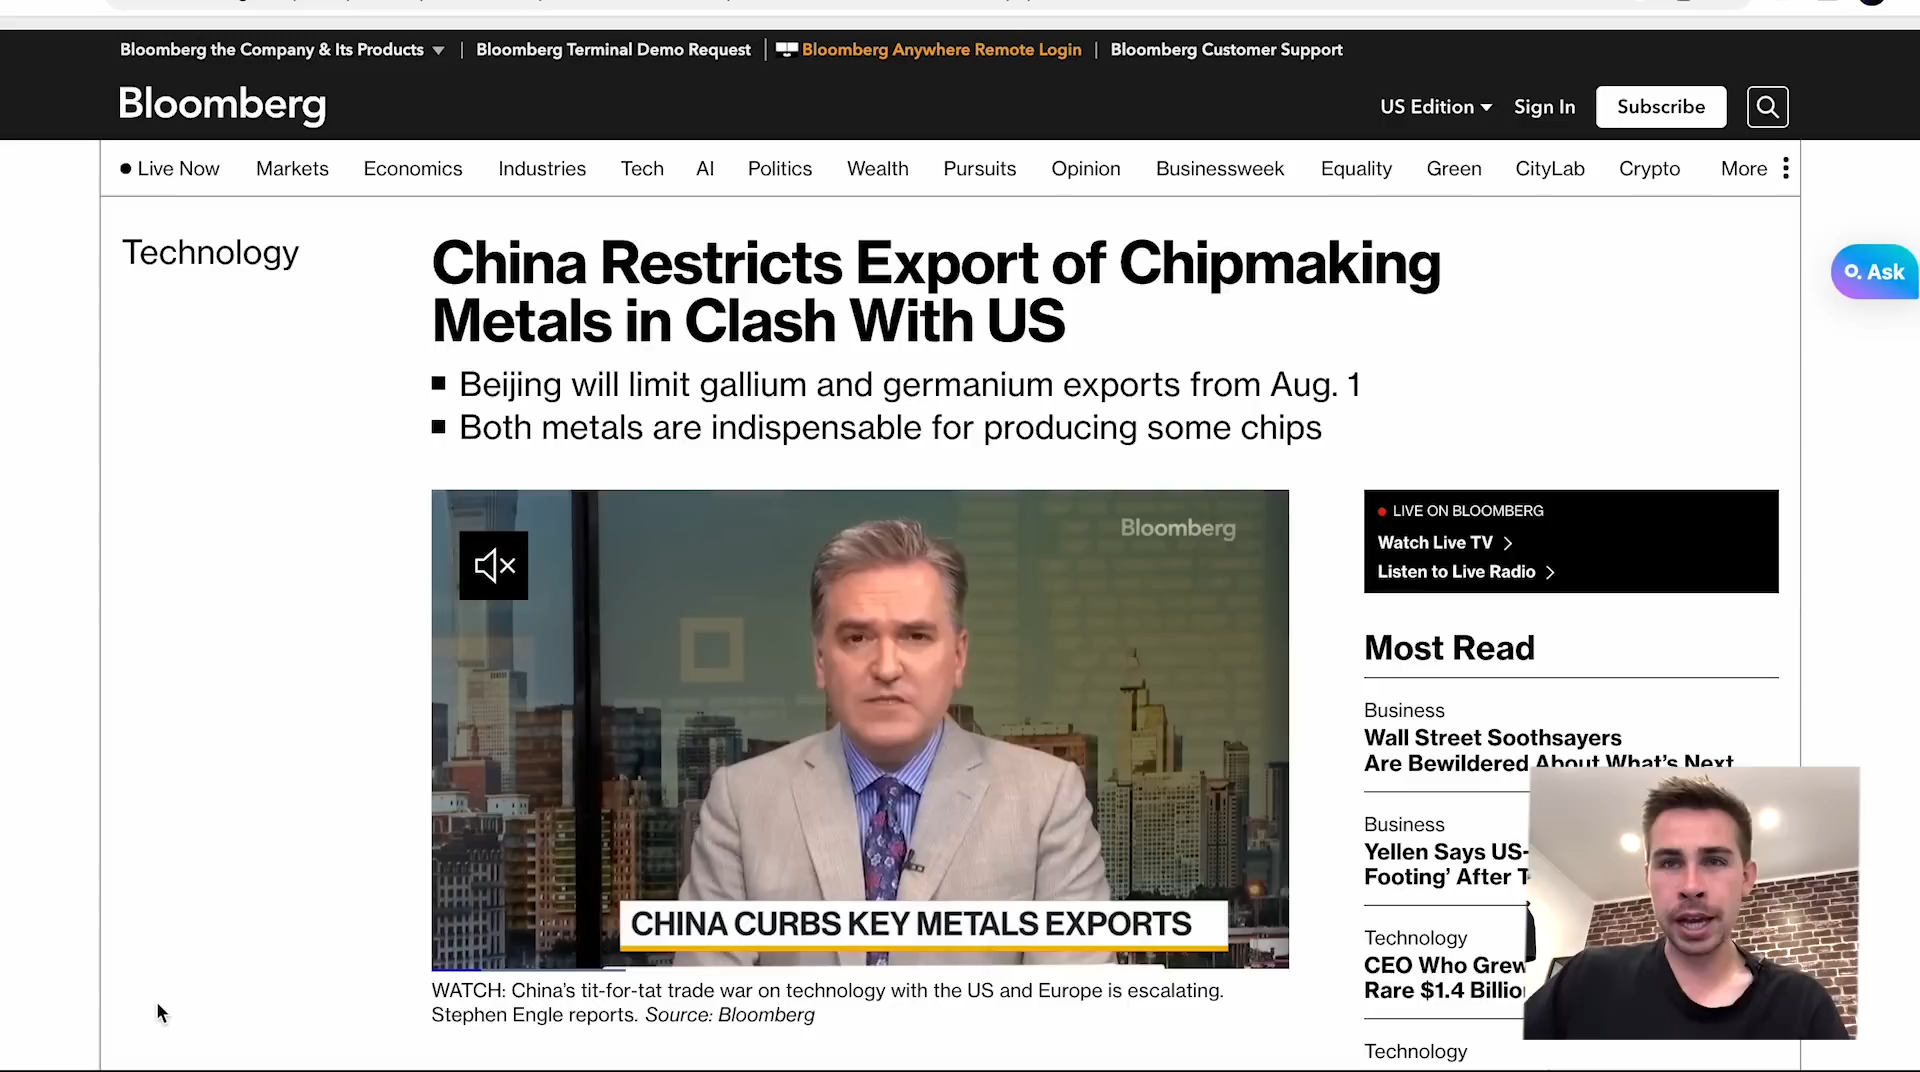 Bloomberg the Company & Its Products
Bloomberg Terminal Demo Request
Bloomberg Anywhere Remote Login
Bloomberg Customer Support
Bloomberg
US Edition
Sign In
Subscribe
Live Now
Markets
Economics
Industries
Tech
AI
Politics
Wealth
Pursuits
Opinion
Businessweek
Equality
Green
CityLab
Crypto
More
Technology
China Restricts Export of Chipmaking
Metals in Clash With US
Beijing will limit gallium and germanium exports from Aug. 1
Both metals are indispensable for producing some chips
Ask
Bloomberg
CHINA CURBS KEY METALS EXPORTS
WATCH: China's tit-for-tat trade war on technology with the US and Europe is escalating.
Stephen Engle reports. Source: Bloomberg
LIVE ON BLOOMBERG
Watch Live TV
Listen to Live Radio
Most Read
Business
Wall Street Soothsayers
Are Bewildered About What's Next
Business
Yellen Says US-
Footing' After
Technology
CEO Who Grew
Rare $1.4
Technology